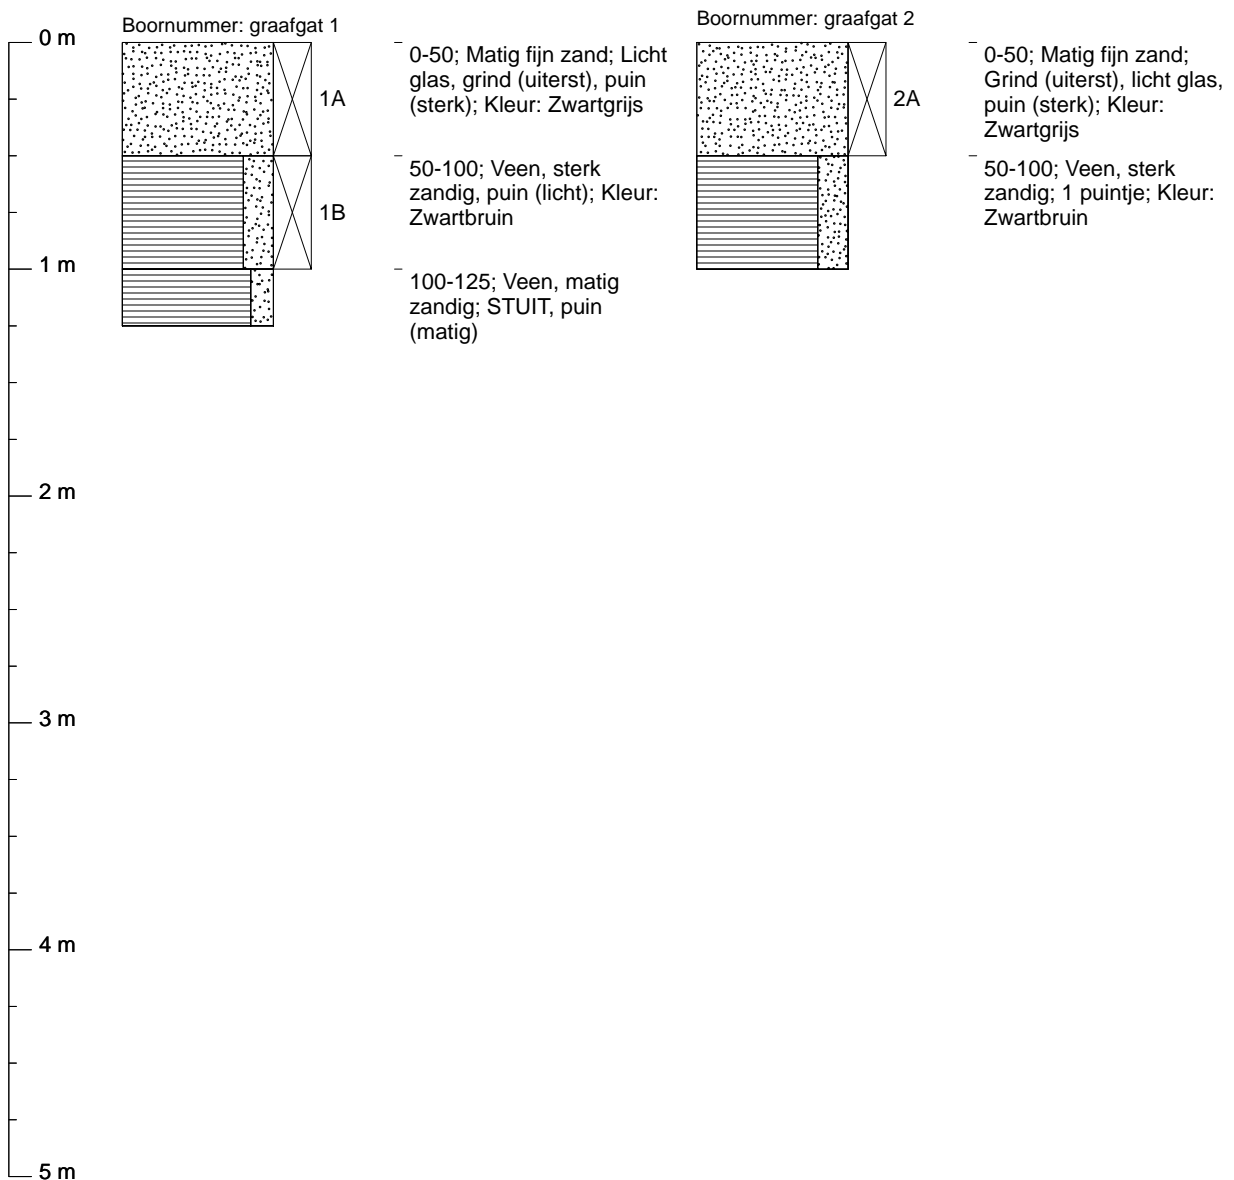 Boornummer: graafgat 1
0-50; Matig fijn zand; Licht
glas, grind (uiterst), puin
(sterk); Kleur: Zwartgrijs
1A
50-100; Veen, sterk
zandig, puin (licht); Kleur:
Zwartbruin
1B
100-125; Veen, matig
zandig; STUIT, puin
(matig)
Boornummer: graafgat 2
0-50; Matig fijn zand;
Grind (uiterst), licht glas,
puin (sterk); Kleur:
Zwartgrijs
2A
50-100; Veen, sterk
zandig; 1 puintje; Kleur:
Zwartbruin
0 m
1 m
2 m
3 m
4 m
5 m